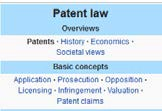 Patent law
Overviews
Patents · History · Economics ·
Societal views
Basic concepts
Application · Prosecution · Opposition ·
Licensing · Infringement · Valuation ·
Patent claims